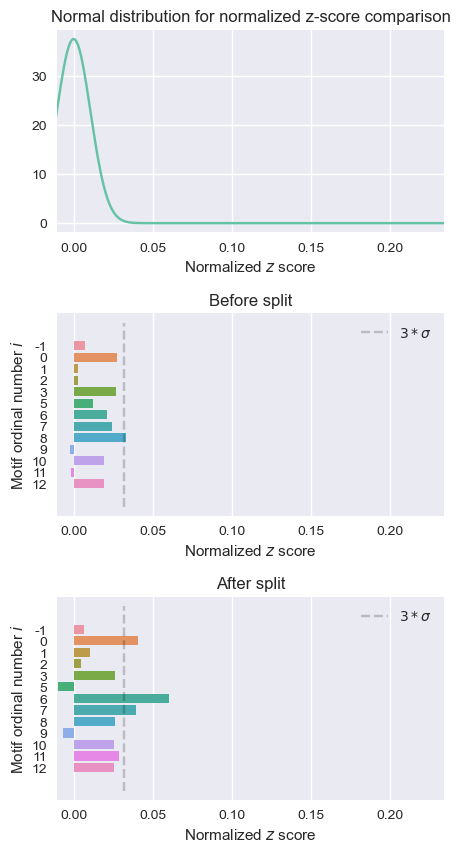 Normal distribution for normalized z-score comparison
30
20
10
0
0.00 0.05 0.10 0.15 0.20
Normalized z score
Before split
Motif ordinal number i
-1
0
1
2
3
5
6
7
8
9
10
11
12
3 * σ
0.00 0.05 0.10 0.15 0.20
Normalized z score
After split
Motif ordinal number i
-1
0
1
2
3
5
6
7
8
9
10
11
12
3 * σ
0.00 0.05 0.10 0.15 0.20
Normalized z score